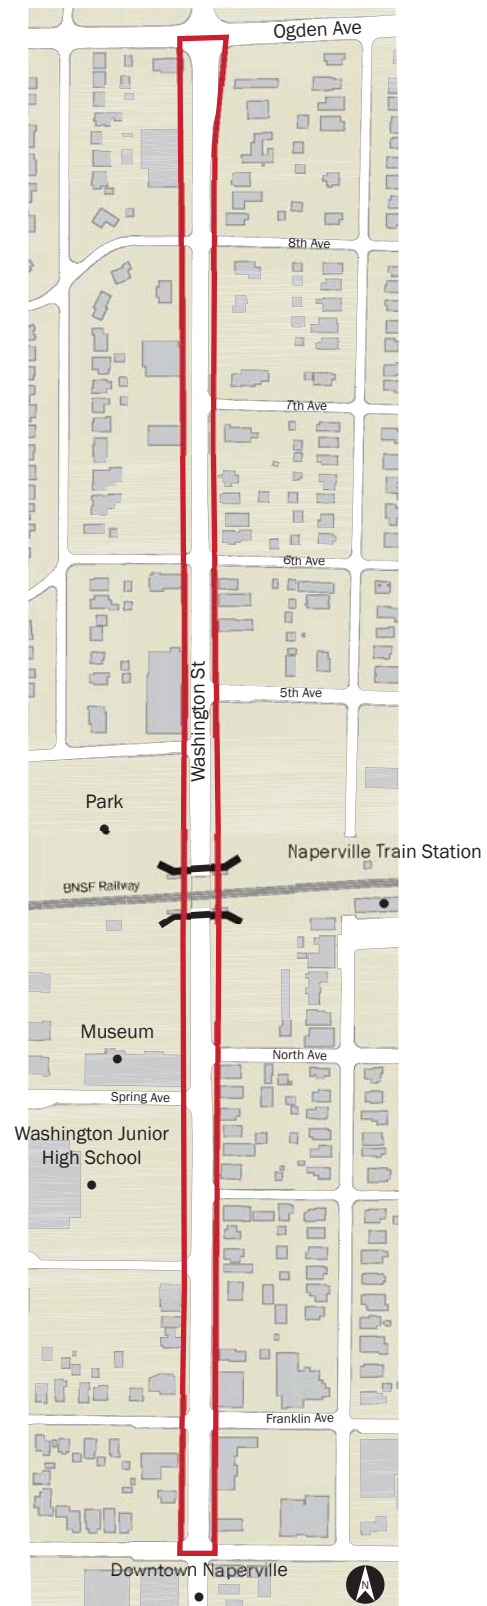 Ogden Ave
8th Ave
7th Ave
6th Ave
Washington St
5th Ave
Park
Naperville Train Station
BNSF Railway
Museum
North Ave
Spring Ave
Washington Junior
High School
Franklin Ave
Downtown Naperville
N